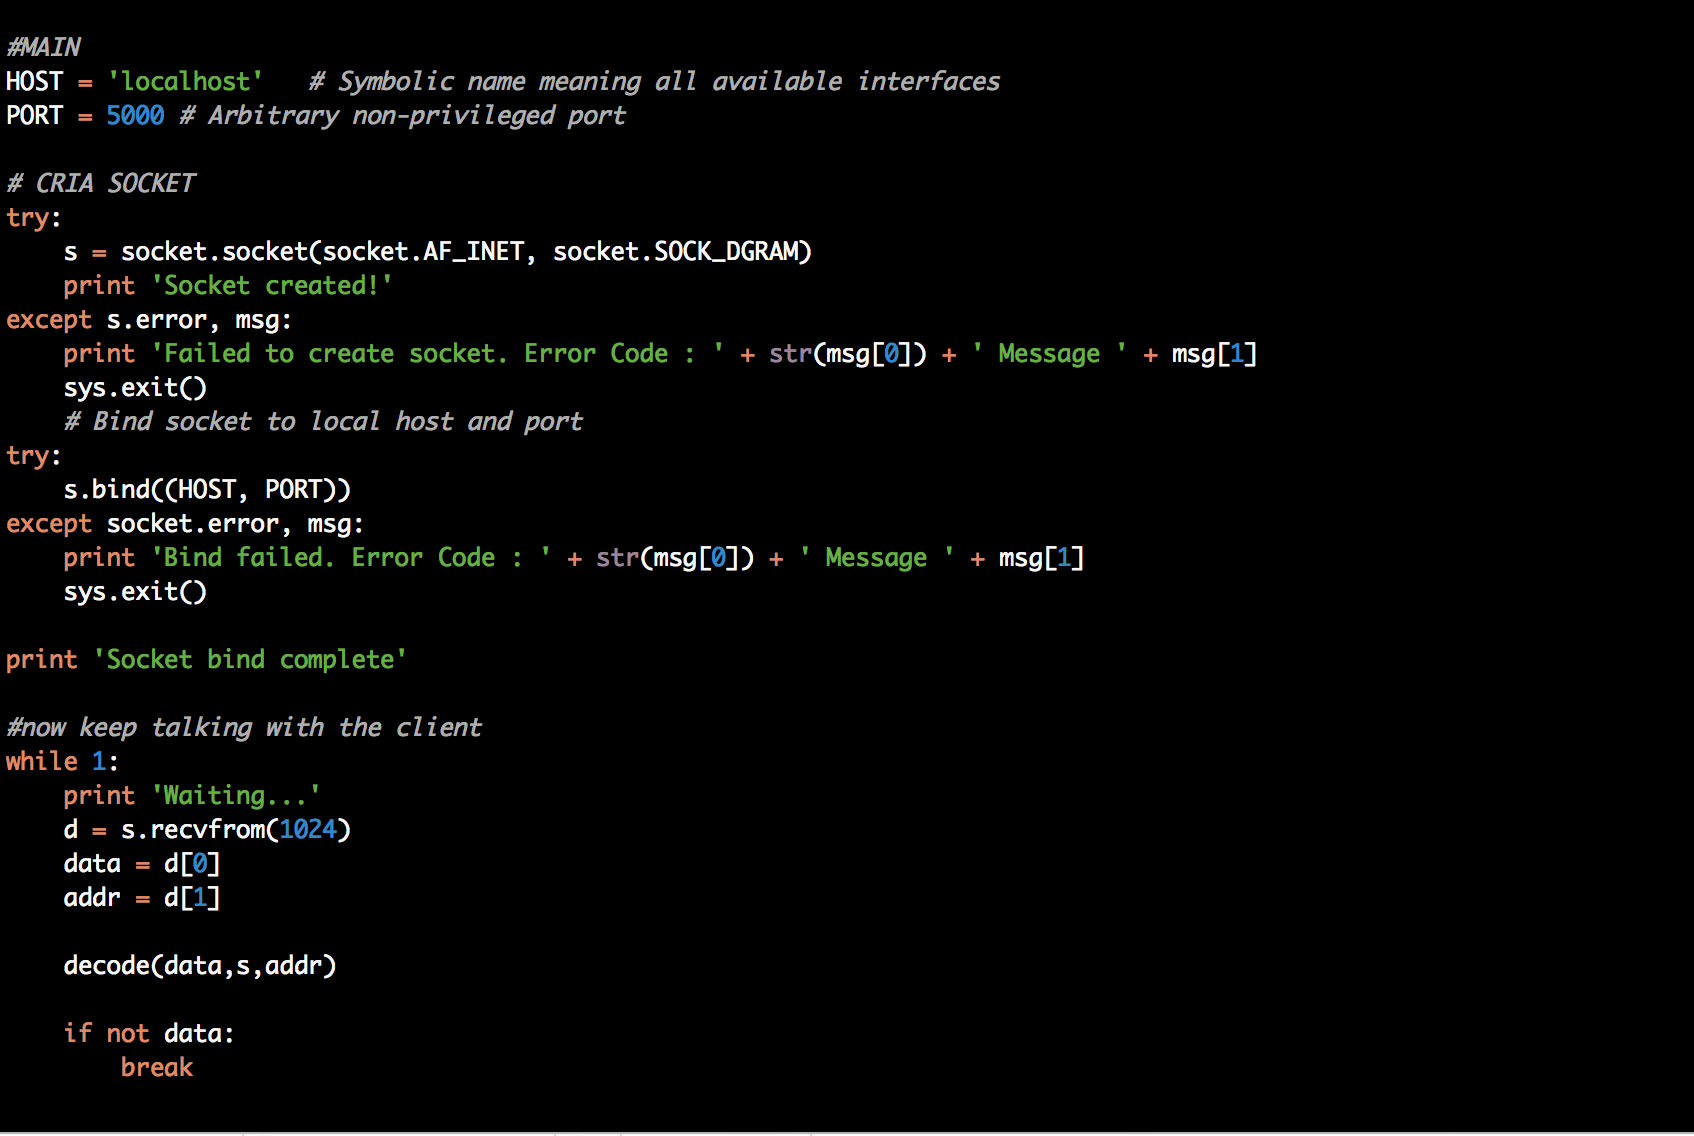 #MAIN
HOST = 'localhost'   # Symbolic name meaning all available interfaces
PORT = 5000 # Arbitrary non-privileged port

# CRIA SOCKET
try:
    s = socket.socket(socket.AF_INET, socket.SOCK_DGRAM)
    print 'Socket created!'
except s.error, msg:
    print 'Failed to create socket. Error Code : ' + str(msg[0]) + ' Message ' + msg[1]
    sys.exit()
    # Bind socket to local host and port
try:
    s.bind((HOST, PORT))
except socket.error, msg:
    print 'Bind failed. Error Code : ' + str(msg[0]) + ' Message ' + msg[1]
    sys.exit()

print 'Socket bind complete'

#now keep talking with the client
while 1:
    print 'Waiting...'
    d = s.recvfrom(1024)
    data = d[0]
    addr = d[1]

    decode(data,s,addr)

    if not data:
        break